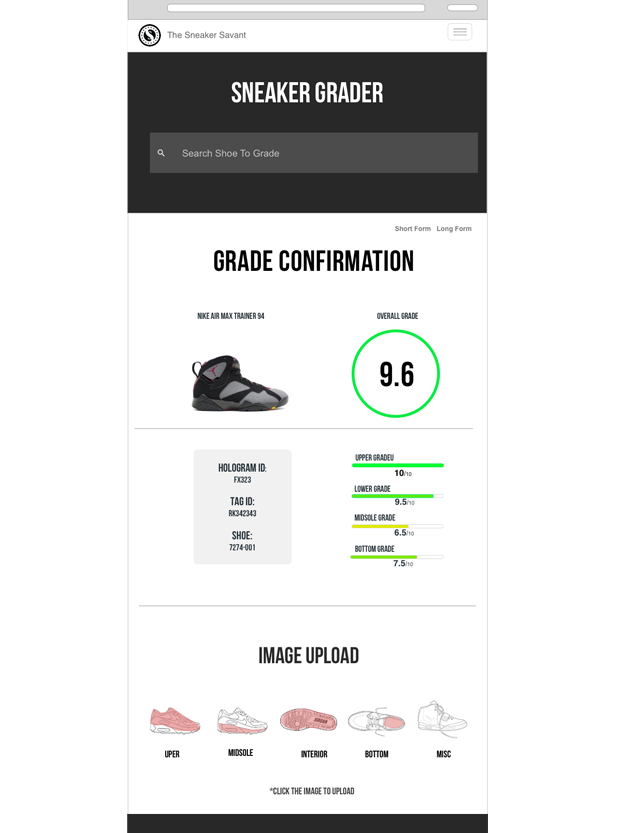 The Sneaker Savant
SNEAKER GRADER
Search Shoe To Grade
Short Form Long Form
GRADE CONFIRMATION
NIKE AIR MAX TRAINER 94
OVERALL GRADE
9.6
HOLOGRAM ID:
FX323
TAG ID:
RK342343
SHOE:
7274-001
UPPER GRADEU
10/10
LOWER GRADE
9.5/10
MIDSOLE GRADE
6.5/10
BOTTOM GRADE
7.5/10
IMAGE UPLOAD
UPER MIDSOLE INTERIOR BOTTOM MISC
*CLICK THE IMAGE TO UPLOAD